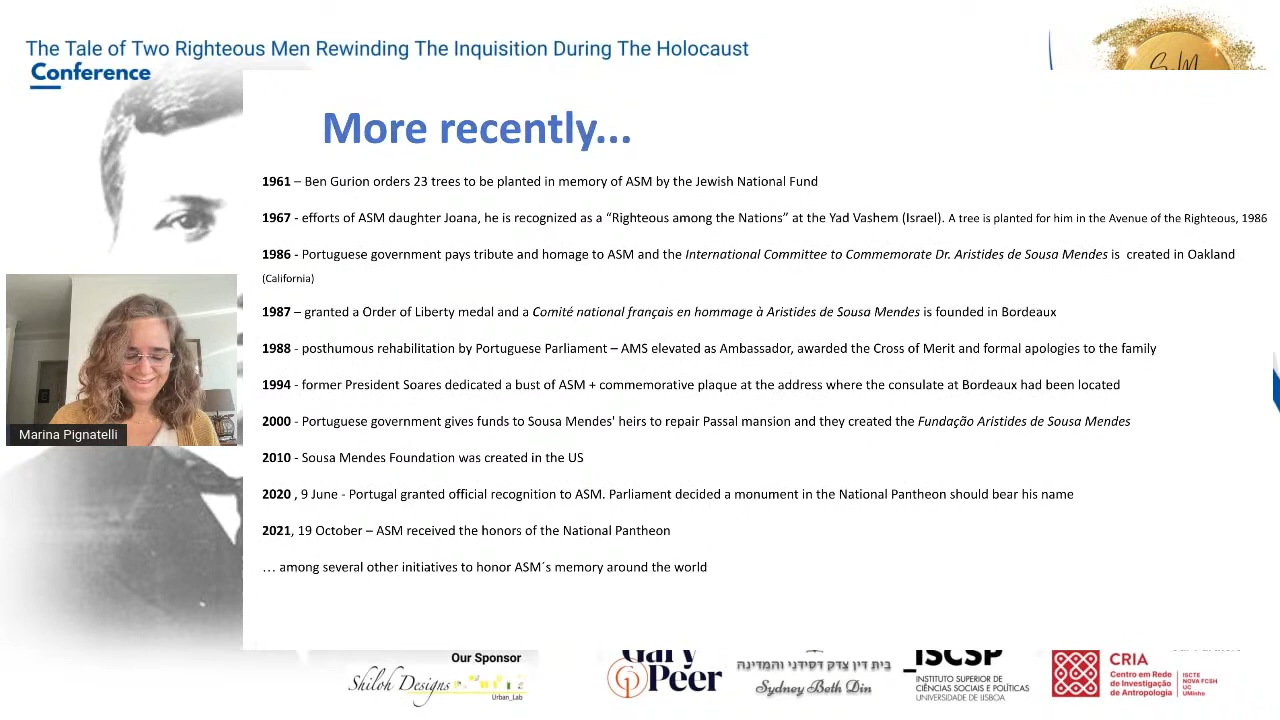 The Tale of Two Righteous Men Rewinding The Inquisition During The Holocaust
Conference
More recently...
1961 – Ben Gurion orders 23 trees to be planted in memory of ASM by the Jewish National Fund
1967 - efforts of ASM daughter Joana, he is recognized as a “Righteous among the Nations” at the Yad Vashem (Israel). A tree is planted for him in the Avenue of the Righteous, 1986
1986 - Portuguese government pays tribute and homage to ASM and the International Committee to Commemorate Dr. Aristides de Sousa Mendes is created in Oakland
(California)
1987 – granted a Order of Liberty medal and a Comité national français en hommage à Aristides de Sousa Mendes is founded in Bordeaux
1988 - posthumous rehabilitation by Portuguese Parliament – AMS elevated as Ambassador, awarded the Cross of Merit and formal apologies to the family
1994 - former President Soares dedicated a bust of ASM + commemorative plaque at the address where the consulate at Bordeaux had been located
2000 - Portuguese government gives funds to Sousa Mendes' heirs to repair Passal mansion and they created the Fundação Aristides de Sousa Mendes
2010 - Sousa Mendes Foundation was created in the US
2020 , 9 June - Portugal granted official recognition to ASM. Parliament decided a monument in the National Pantheon should bear his name
2021, 19 October – ASM received the honors of the National Pantheon
… among several other initiatives to honor ASM´s memory around the world
Marina Pignatelli
Our Sponsor
Shiloh Designs
Urban_Lab
Gary
Peer
בית דין צדק דסידני והמדינה
Sydney Beth Din
ISCSP
INSTITUTO SUPERIOR DE
CIÊNCIAS SOCIAIS E POLÍTICAS
UNIVERSIDADE DE LISBOA
CRIA
Centro em Rede
de Investigação
de Antropologia
ISCTE
NOVA FCSH
UC
UMinho